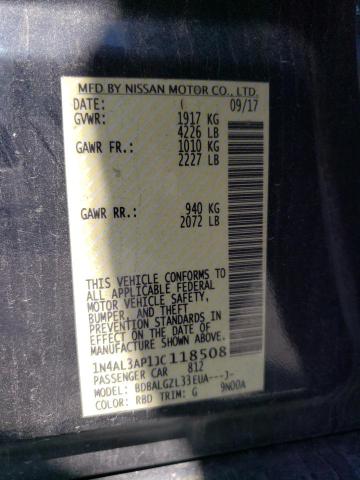 MFD BY NISSAN MOTOR CO., LTD.
DATE: 09/17
GVWR: 1917 KG
4226 LB
GAWR FR.: 1010 KG
2227 LB
GAWR RR.: 940 KG
2072 LB
THIS VEHICLE CONFORMS TO
ALL APPLICABLE FEDERAL
MOTOR VEHICLE SAFETY,
BUMPER, AND THEFT
PREVENTION STANDARDS IN
EFFECT ON THE DATE OF
MANUFACTURE SHOWN ABOVE.
1N4AL3AP1JC118508
PASSENGER CAR 812
MODEL: BDBALGZL33EUA---J-
COLOR: RBD TRIM: G 9N00A